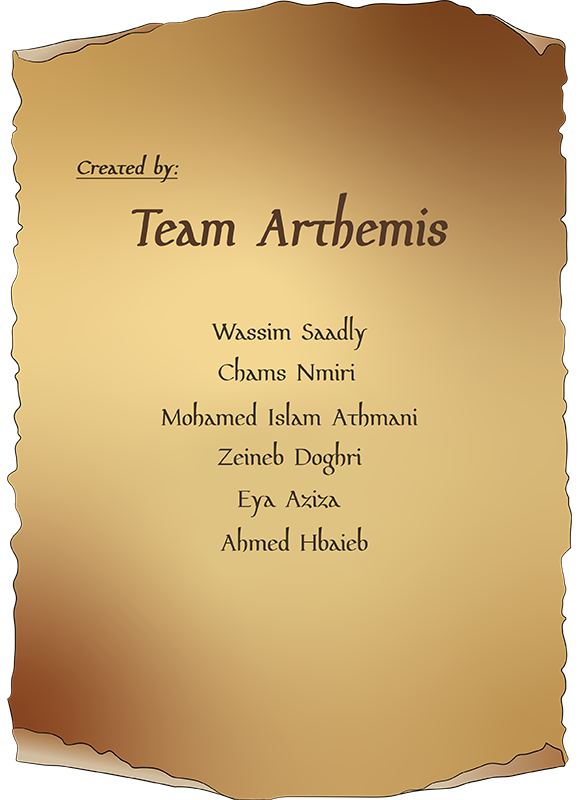 Created by:
Team Arthemis
Wassim Saadly
Chams Nmiri
Mohamed Islam Athmani
Zeineb Doghri
Eya Aziza
Ahmed Hbaieb